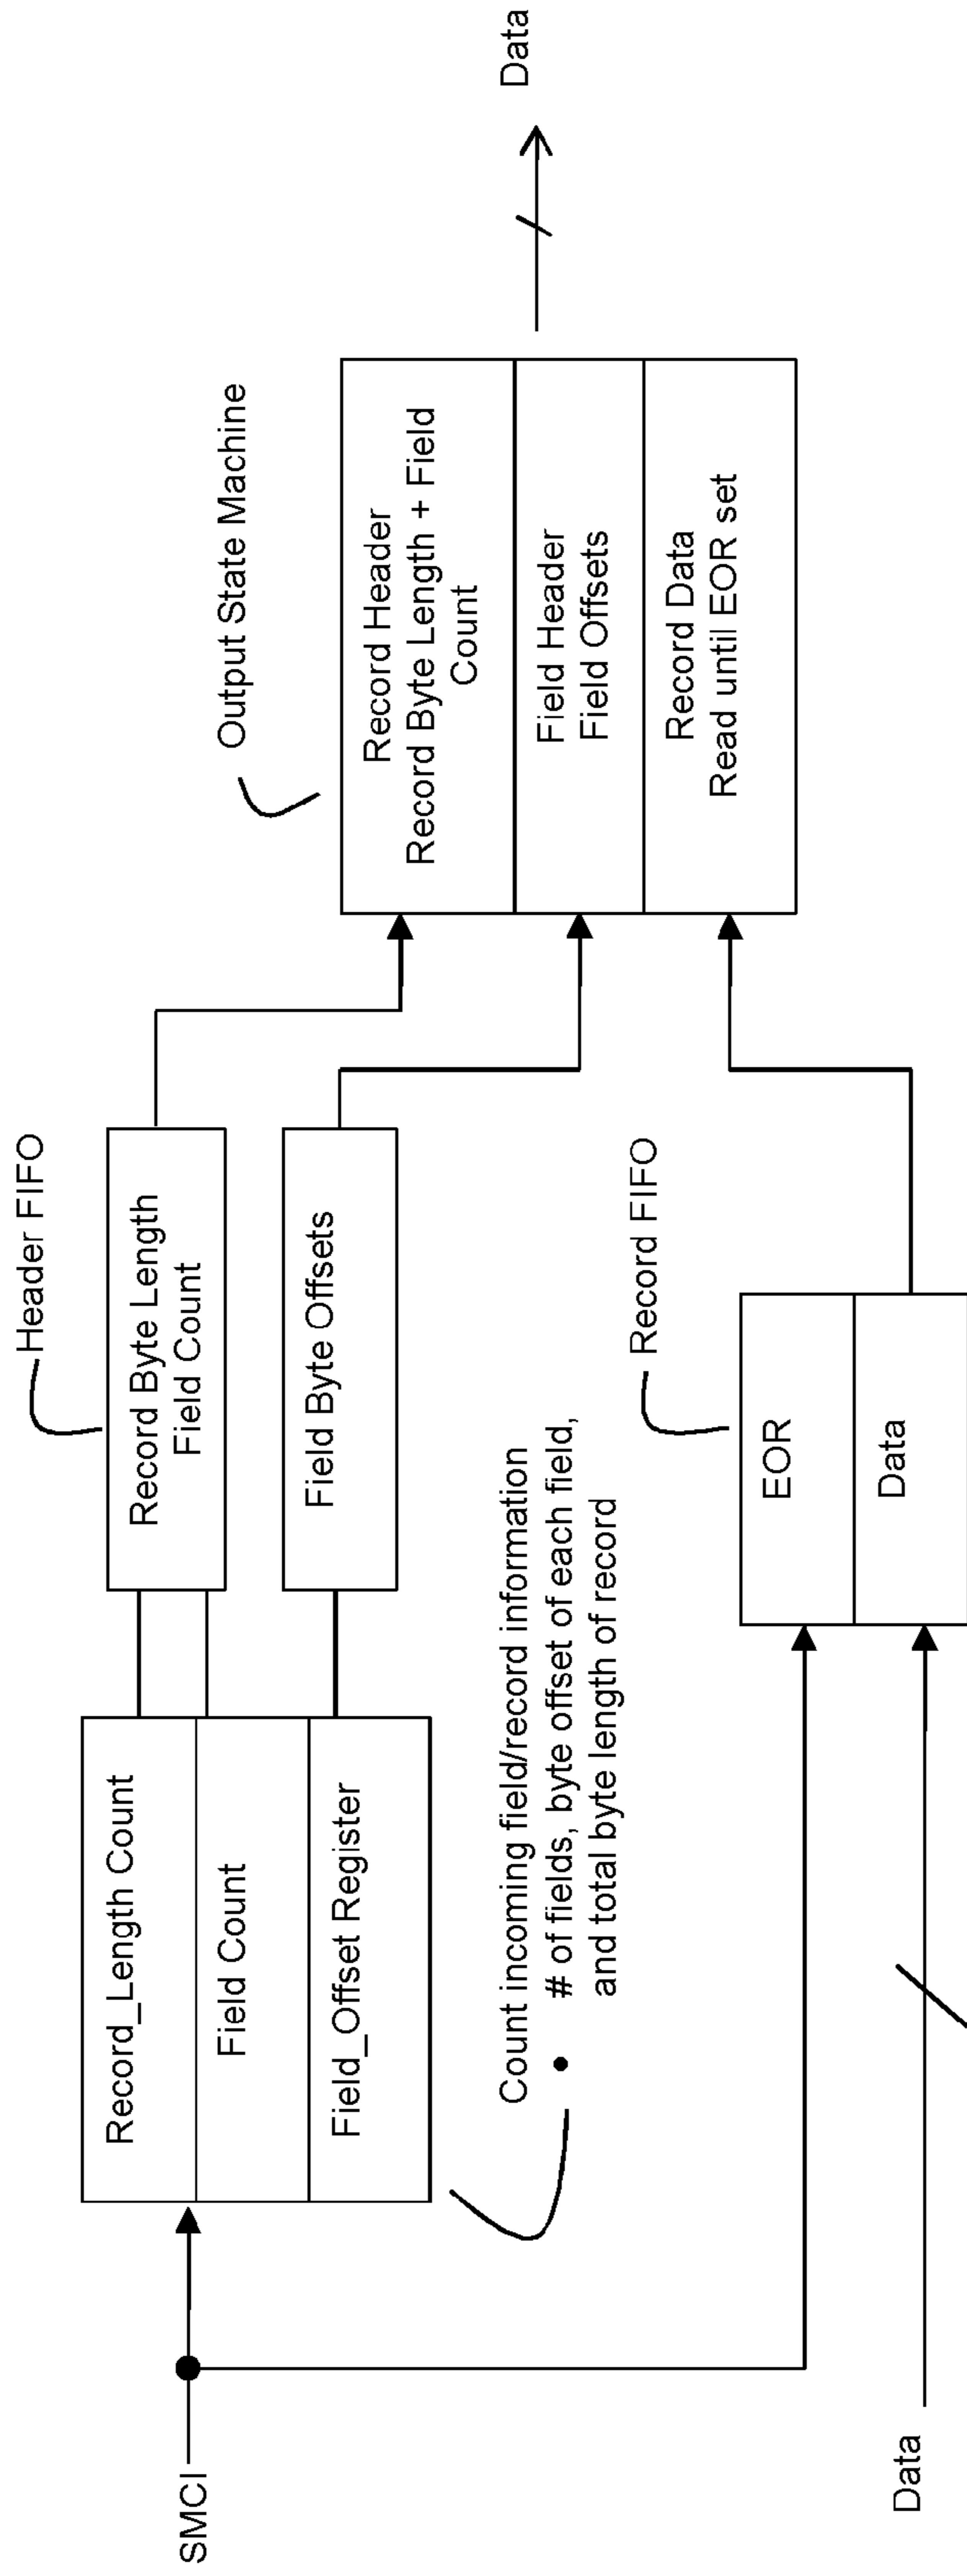 SMCI
Record_Length Count
Field Count
Field_Offset Register
Count incoming field/record information
• # of fields, byte offset of each field,
and total byte length of record
Header FIFO
Record Byte Length
Field Count
Field Byte Offsets
Data
Record FIFO
EOR
Data
Output State Machine
Record Header
Record Byte Length + Field
Count
Field Header
Field Offsets
Record Data
Read until EOR set
Data